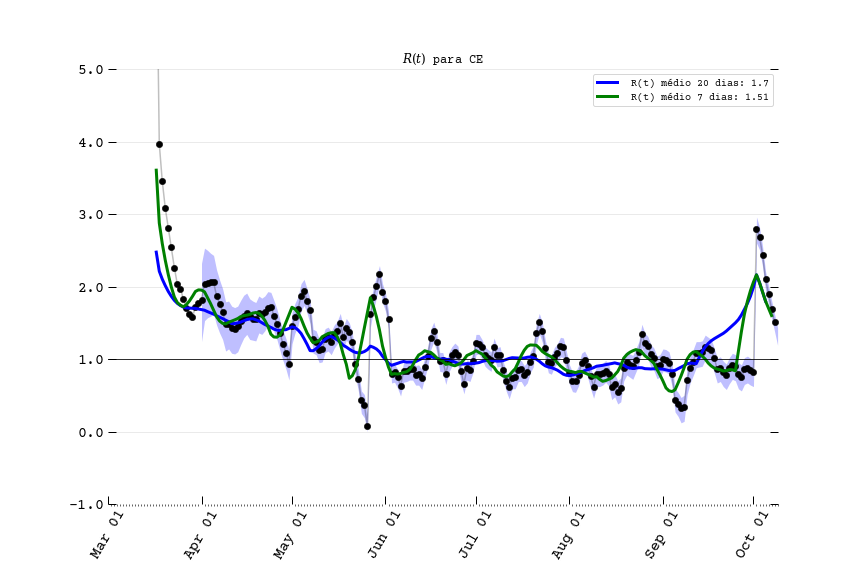 R(t) para CE
R(t) médio 20 dias: 1.7
R(t) médio 7 dias: 1.51
5.0
4.0
3.0
2.0
1.0
0.0
-1.0
Mar 01
Apr 01
May 01
Jun 01
Jul 01
Aug 01
Sep 01
Oct 01